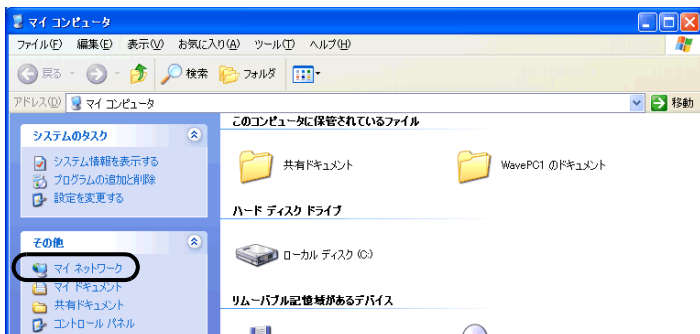 マイ コンピュータ
ファイル(F) 編集(E) 表示(V) お気に入り(A) ツール(T) ヘルプ(H)
戻る 検索 フォルダ
アドレス(D) マイ コンピュータ 移動
システムのタスク
システム情報を表示する
プログラムの追加と削除
設定を変更する
その他
マイ ネットワーク
マイ ドキュメント
共有ドキュメント
コントロール パネル
このコンピュータに保管されているファイル
共有ドキュメント WavePC1 のドキュメント
ハード ディスク ドライブ
ローカル ディスク (C:)
リムーバブル記憶域があるデバイス